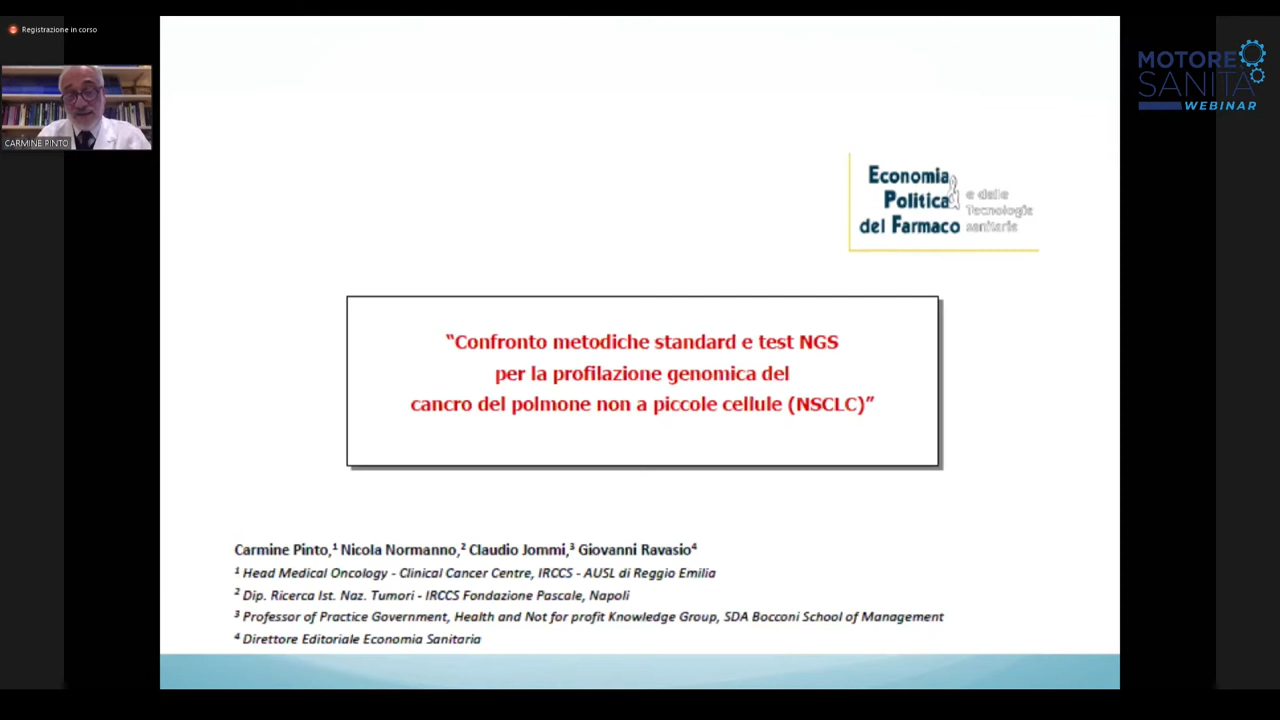 Registrazione in corso
CARMINE PINTO
MOTORE
SANITÀ
WEBINAR
Economia
Politica
del Farmaco
e delle
Tecnologie
sanitarie
“Confronto metodiche standard e test NGS
per la profilazione genomica del
cancro del polmone non a piccole cellule (NSCLC)”
Carmine Pinto,¹ Nicola Normanno,² Claudio Jommi,³ Giovanni Ravasio⁴
¹ Head Medical Oncology - Clinical Cancer Centre, IRCCS - AUSL di Reggio Emilia
² Dip. Ricerca Ist. Naz. Tumori - IRCCS Fondazione Pascale, Napoli
³ Professor of Practice Government, Health and Not for profit Knowledge Group, SDA Bocconi School of Management
⁴ Direttore Editoriale Economia Sanitaria